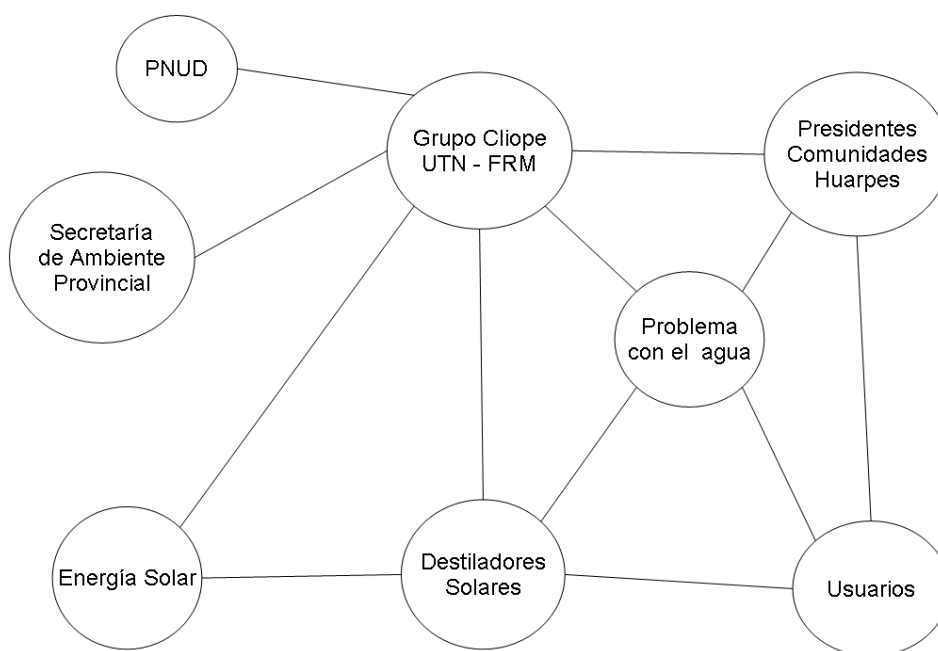 PNUD
Grupo Cliope
UTN - FRM
Presidentes
Comunidades
Huarpes
Secretaría
de Ambiente
Provincial
Problema
con el agua
Energía Solar
Destiladores
Solares
Usuarios